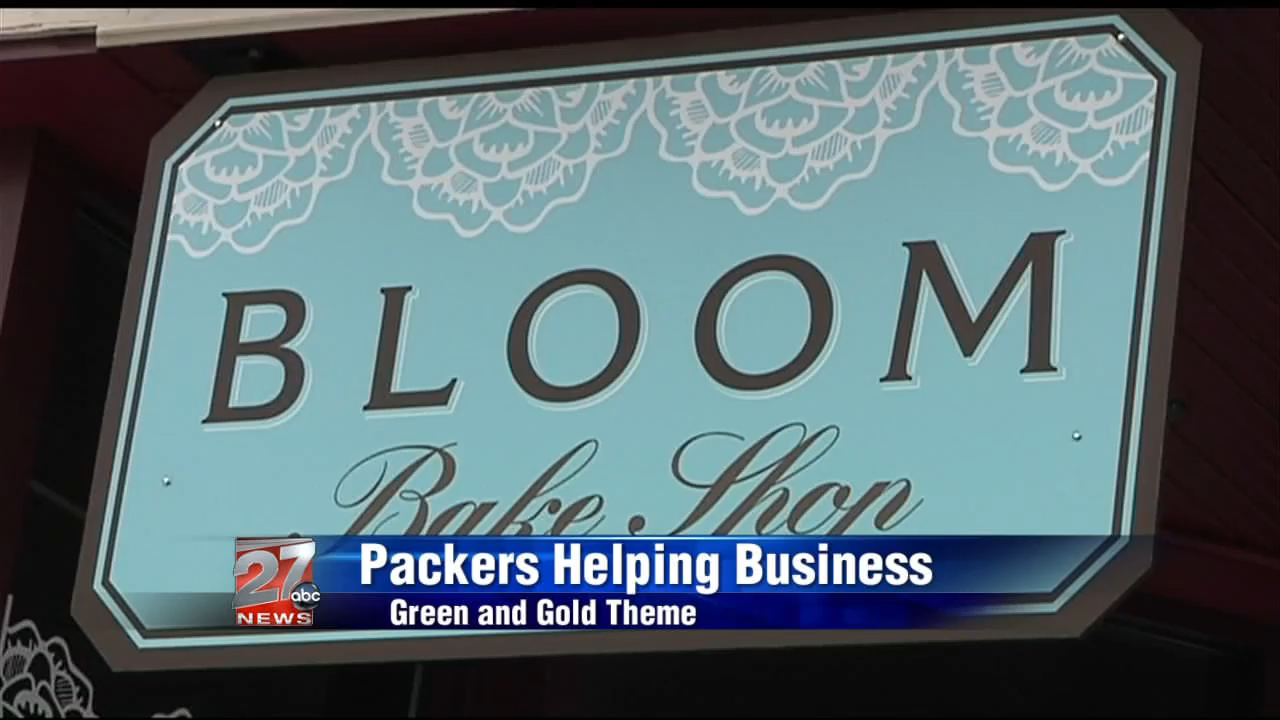 BLOOM
Bake Shop
27
abc
NEWS
Packers Helping Business
Green and Gold Theme